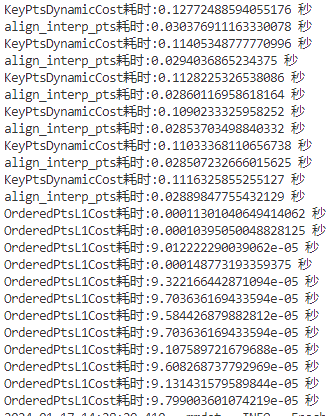 KeyPtsDynamicCost耗时:0.12772488594055176 秒
align_interp_pts耗时:0.030376911163330078 秒
KeyPtsDynamicCost耗时:0.11405348777770996 秒
align_interp_pts耗时:0.0294036865234375 秒
KeyPtsDynamicCost耗时:0.1128225326538086 秒
align_interp_pts耗时:0.02860116958618164 秒
KeyPtsDynamicCost耗时:0.1090233325958252 秒
align_interp_pts耗时:0.02853703498840332 秒
KeyPtsDynamicCost耗时:0.11033368110656738 秒
align_interp_pts耗时:0.028507232666015625 秒
KeyPtsDynamicCost耗时:0.1116325855255127 秒
align_interp_pts耗时:0.02889847755432129 秒
OrderedPtsL1Cost耗时:0.00011301040649414062 秒
OrderedPtsL1Cost耗时:0.00010395050048828125 秒
OrderedPtsL1Cost耗时:9.012222290039062e-05 秒
OrderedPtsL1Cost耗时:0.000148773193359375 秒
OrderedPtsL1Cost耗时:9.322166442871094e-05 秒
OrderedPtsL1Cost耗时:9.703636169433594e-05 秒
OrderedPtsL1Cost耗时:9.584426879882812e-05 秒
OrderedPtsL1Cost耗时:9.703636169433594e-05 秒
OrderedPtsL1Cost耗时:9.107589721679688e-05 秒
OrderedPtsL1Cost耗时:9.608268737792969e-05 秒
OrderedPtsL1Cost耗时:9.131431579589844e-05 秒
OrderedPtsL1Cost耗时:9.799003601074219e-05 秒